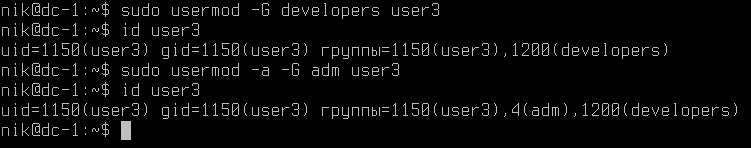 nik@dc-1:~$ sudo usermod -G developers user3
nik@dc-1:~$ id user3
uid=1150(user3) gid=1150(user3) группы=1150(user3),1200(developers)
nik@dc-1:~$ sudo usermod -a -G adm user3
nik@dc-1:~$ id user3
uid=1150(user3) gid=1150(user3) группы=1150(user3),4(adm),1200(developers)
nik@dc-1:~$